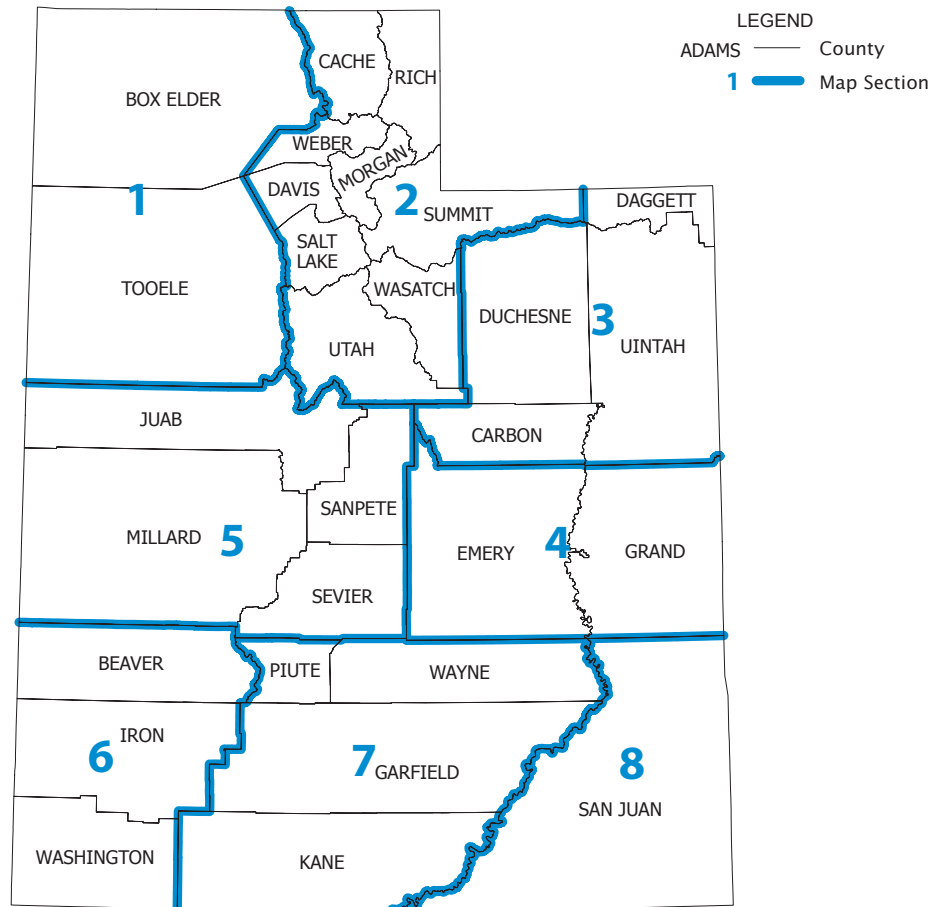 LEGEND
ADAMS County
1 Map Section
CACHE
RICH
BOX ELDER
WEBER
MORGAN
DAVIS
1
2
SUMMIT
DAGGETT
SALT
LAKE
TOOELE
WASATCH
DUCHESNE
3
UINTAH
UTAH
JUAB
CARBON
SANPETE
MILLARD
5
EMERY
4
GRAND
SEVIER
BEAVER
PIUTE
WAYNE
IRON
6
7
GARFIELD
8
SAN JUAN
WASHINGTON
KANE